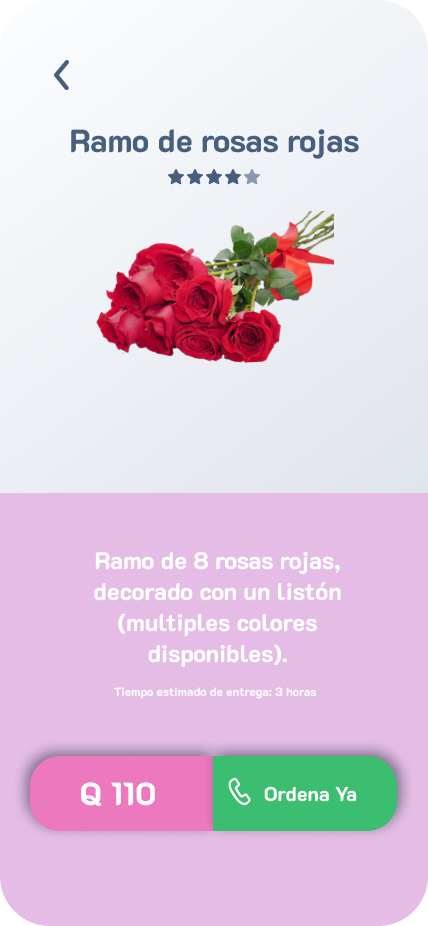 Ramo de rosas rojas
Ramo de 8 rosas rojas,
decorado con un listón
(multiples colores
disponibles).
Tiempo estimado de entrega: 3 horas
Q 110
Ordena Ya